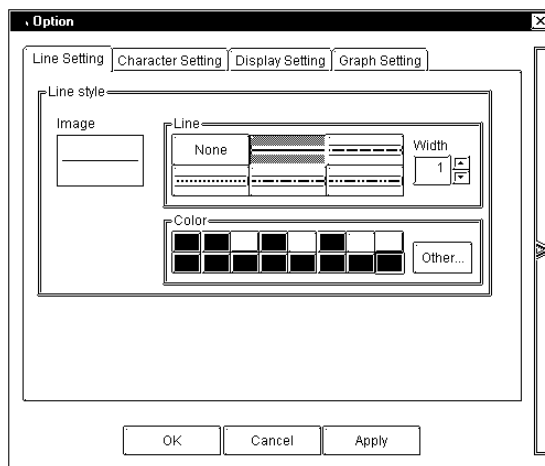 Option
Line Setting Character Setting Display Setting Graph Setting
Line style
Image
Line
None
Width
1
Color
Other...
OK Cancel Apply